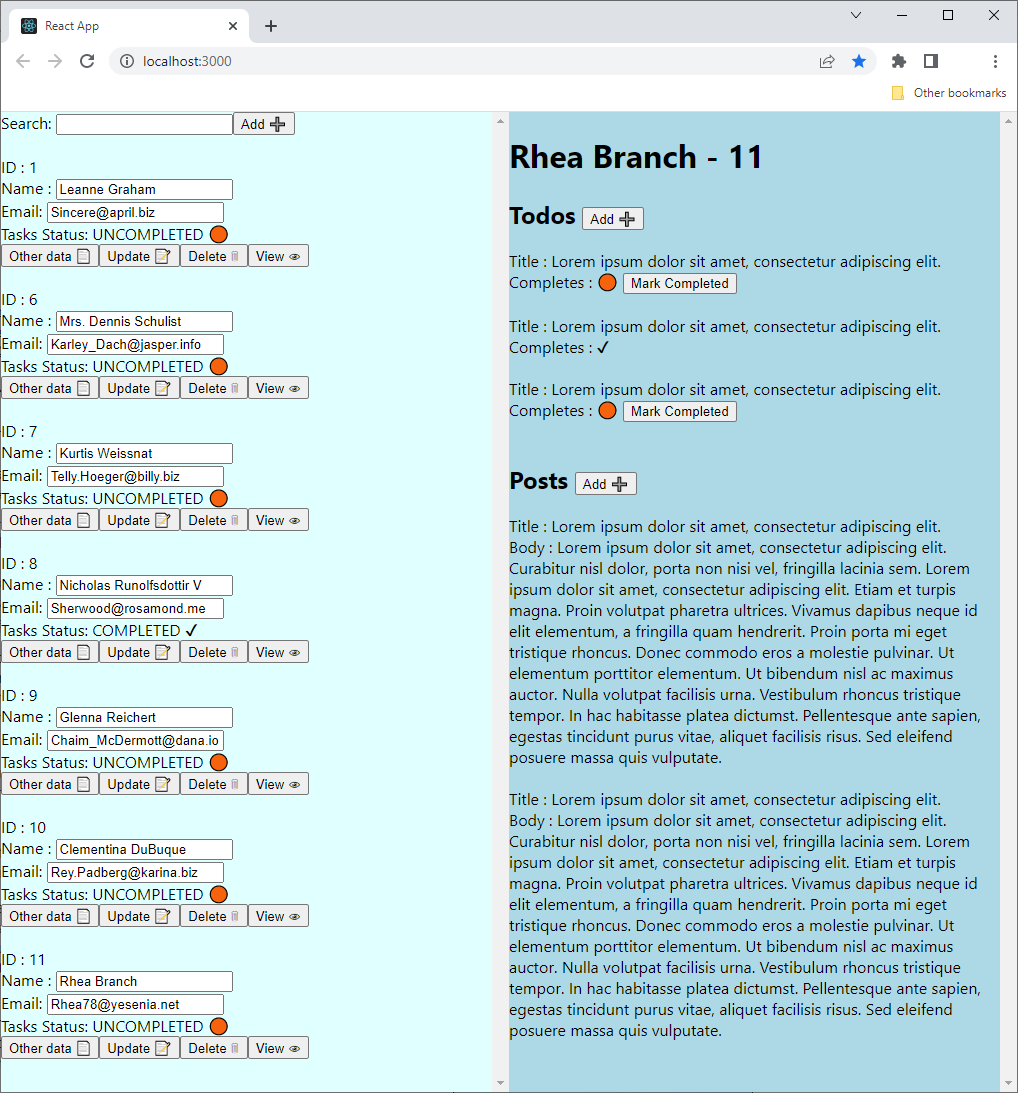 React App
localhost:3000
Other bookmarks
Search: Add ➕
ID : 1
Name : Leanne Graham
Email: Sincere@april.biz
Tasks Status: UNCOMPLETED
Other data Update Delete View
ID : 6
Name : Mrs. Dennis Schulist
Email: Karley_Dach@jasper.info
Tasks Status: UNCOMPLETED
Other data Update Delete View
ID : 7
Name : Kurtis Weissnat
Email: Telly.Hoeger@billy.biz
Tasks Status: UNCOMPLETED
Other data Update Delete View
ID : 8
Name : Nicholas Runolfsdottir V
Email: Sherwood@rosamond.me
Tasks Status: COMPLETED ✔
Other data Update Delete View
ID : 9
Name : Glenna Reichert
Email: Chaim_McDermott@dana.io
Tasks Status: UNCOMPLETED
Other data Update Delete View
ID : 10
Name : Clementina DuBuque
Email: Rey.Padberg@karina.biz
Tasks Status: UNCOMPLETED
Other data Update Delete View
ID : 11
Name : Rhea Branch
Email: Rhea78@yesenia.net
Tasks Status: UNCOMPLETED
Other data Update Delete View
Rhea Branch - 11
Todos Add ➕
Title : Lorem ipsum dolor sit amet, consectetur adipiscing elit.
Completes : Mark Completed
Title : Lorem ipsum dolor sit amet, consectetur adipiscing elit.
Completes : ✔
Title : Lorem ipsum dolor sit amet, consectetur adipiscing elit.
Completes : Mark Completed
Posts Add ➕
Title : Lorem ipsum dolor sit amet, consectetur adipiscing elit.
Body : Lorem ipsum dolor sit amet, consectetur adipiscing elit.
Curabitur nisl dolor, porta non nisi vel, fringilla lacinia sem. Lorem
ipsum dolor sit amet, consectetur adipiscing elit. Etiam et turpis
magna. Proin volutpat pharetra ultrices. Vivamus dapibus neque id
elit elementum, a fringilla quam hendrerit. Proin porta mi eget
tristique rhoncus. Donec commodo eros a molestie pulvinar. Ut
elementum porttitor elementum. Ut bibendum nisl ac maximus
auctor. Nulla volutpat facilisis urna. Vestibulum rhoncus tristique
tempor. In hac habitasse platea dictumst. Pellentesque ante sapien,
egestas tincidunt purus vitae, aliquet facilisis risus. Sed eleifend
posuere massa quis vulputate.
Title : Lorem ipsum dolor sit amet, consectetur adipiscing elit.
Body : Lorem ipsum dolor sit amet, consectetur adipiscing elit.
Curabitur nisl dolor, porta non nisi vel, fringilla lacinia sem. Lorem
ipsum dolor sit amet, consectetur adipiscing elit. Etiam et turpis
magna. Proin volutpat pharetra ultrices. Vivamus dapibus neque id
elit elementum, a fringilla quam hendrerit. Proin porta mi eget
tristique rhoncus. Donec commodo eros a molestie pulvinar. Ut
elementum porttitor elementum. Ut bibendum nisl ac maximus
auctor. Nulla volutpat facilisis urna. Vestibulum rhoncus tristique
tempor. In hac habitasse platea dictumst. Pellentesque ante sapien,
egestas tincidunt purus vitae, aliquet facilisis risus. Sed eleifend
posuere massa quis vulputate.